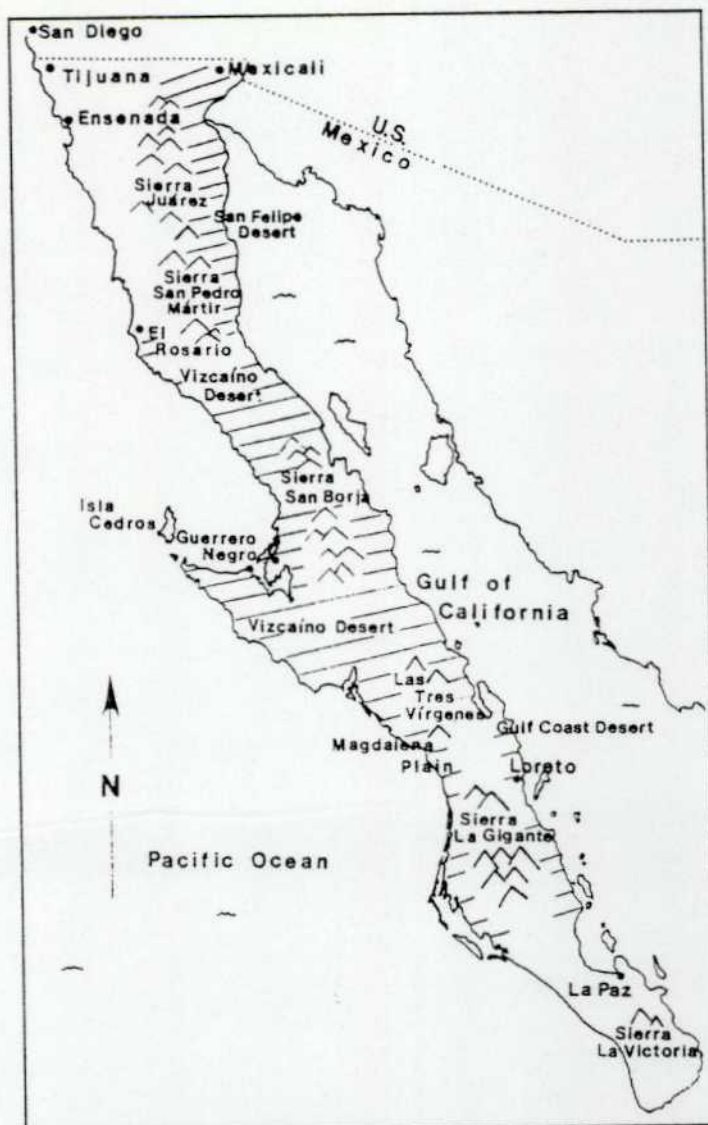 San Diego
Tijuana
Mexicali
Ensenada
U.S.
Mexico
Sierra
Juárez
San Felipe
Desert
Sierra
San Pedro
Mártir
El
Rosario
Vizcaíno
Desert
Sierra
San Borja
Isla
Cedros
Guerrero
Negro
Gulf of
California
Vizcaíno Desert
Las
Tres
Vírgenes
Gulf Coast Desert
Magdalena
Plain
Loreto
N
Sierra
La Gigante
Pacific Ocean
La Paz
Sierra
La Victoria